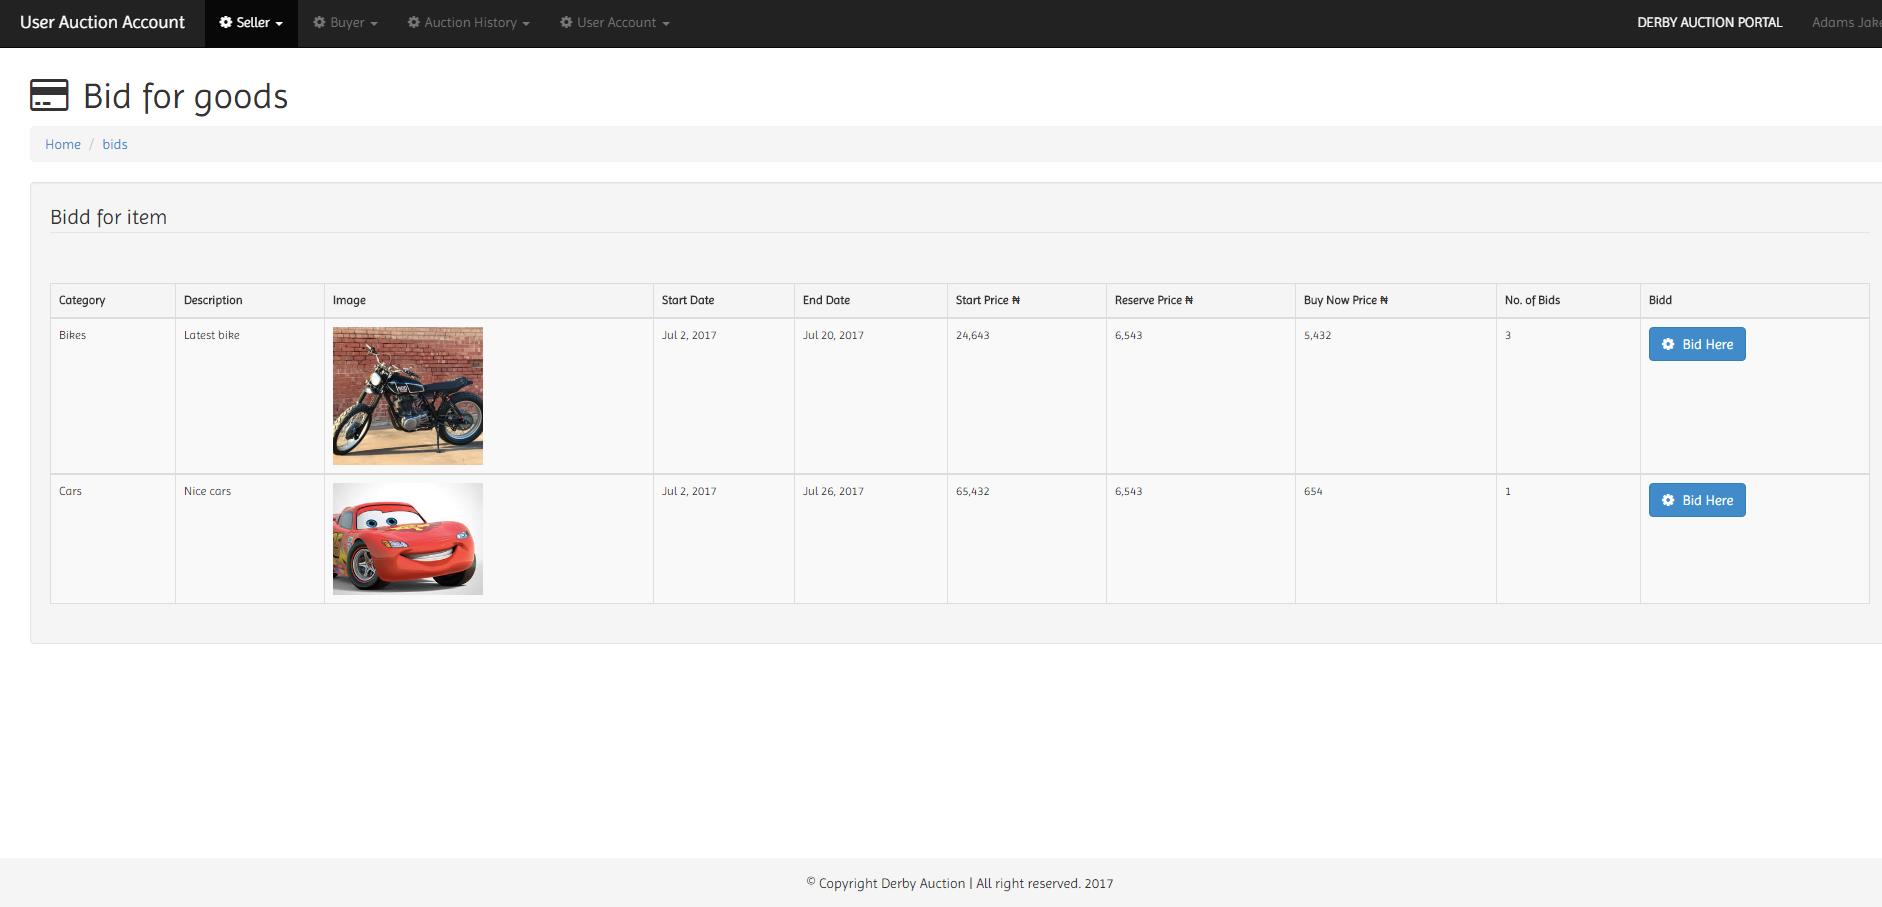 User Auction Account Seller Buyer Auction History User Account DERBY AUCTION PORTAL Adams Jake
Bid for goods
Home / bids
Bidd for item
Category Description Image Start Date End Date Start Price ₦ Reserve Price ₦ Buy Now Price ₦ No. of Bids Bidd
Bikes Latest bike Jul 2, 2017 Jul 20, 2017 24,643 6,543 5,432 3 Bid Here
Cars Nice cars Jul 2, 2017 Jul 26, 2017 65,432 6,543 654 1 Bid Here
© Copyright Derby Auction | All right reserved. 2017